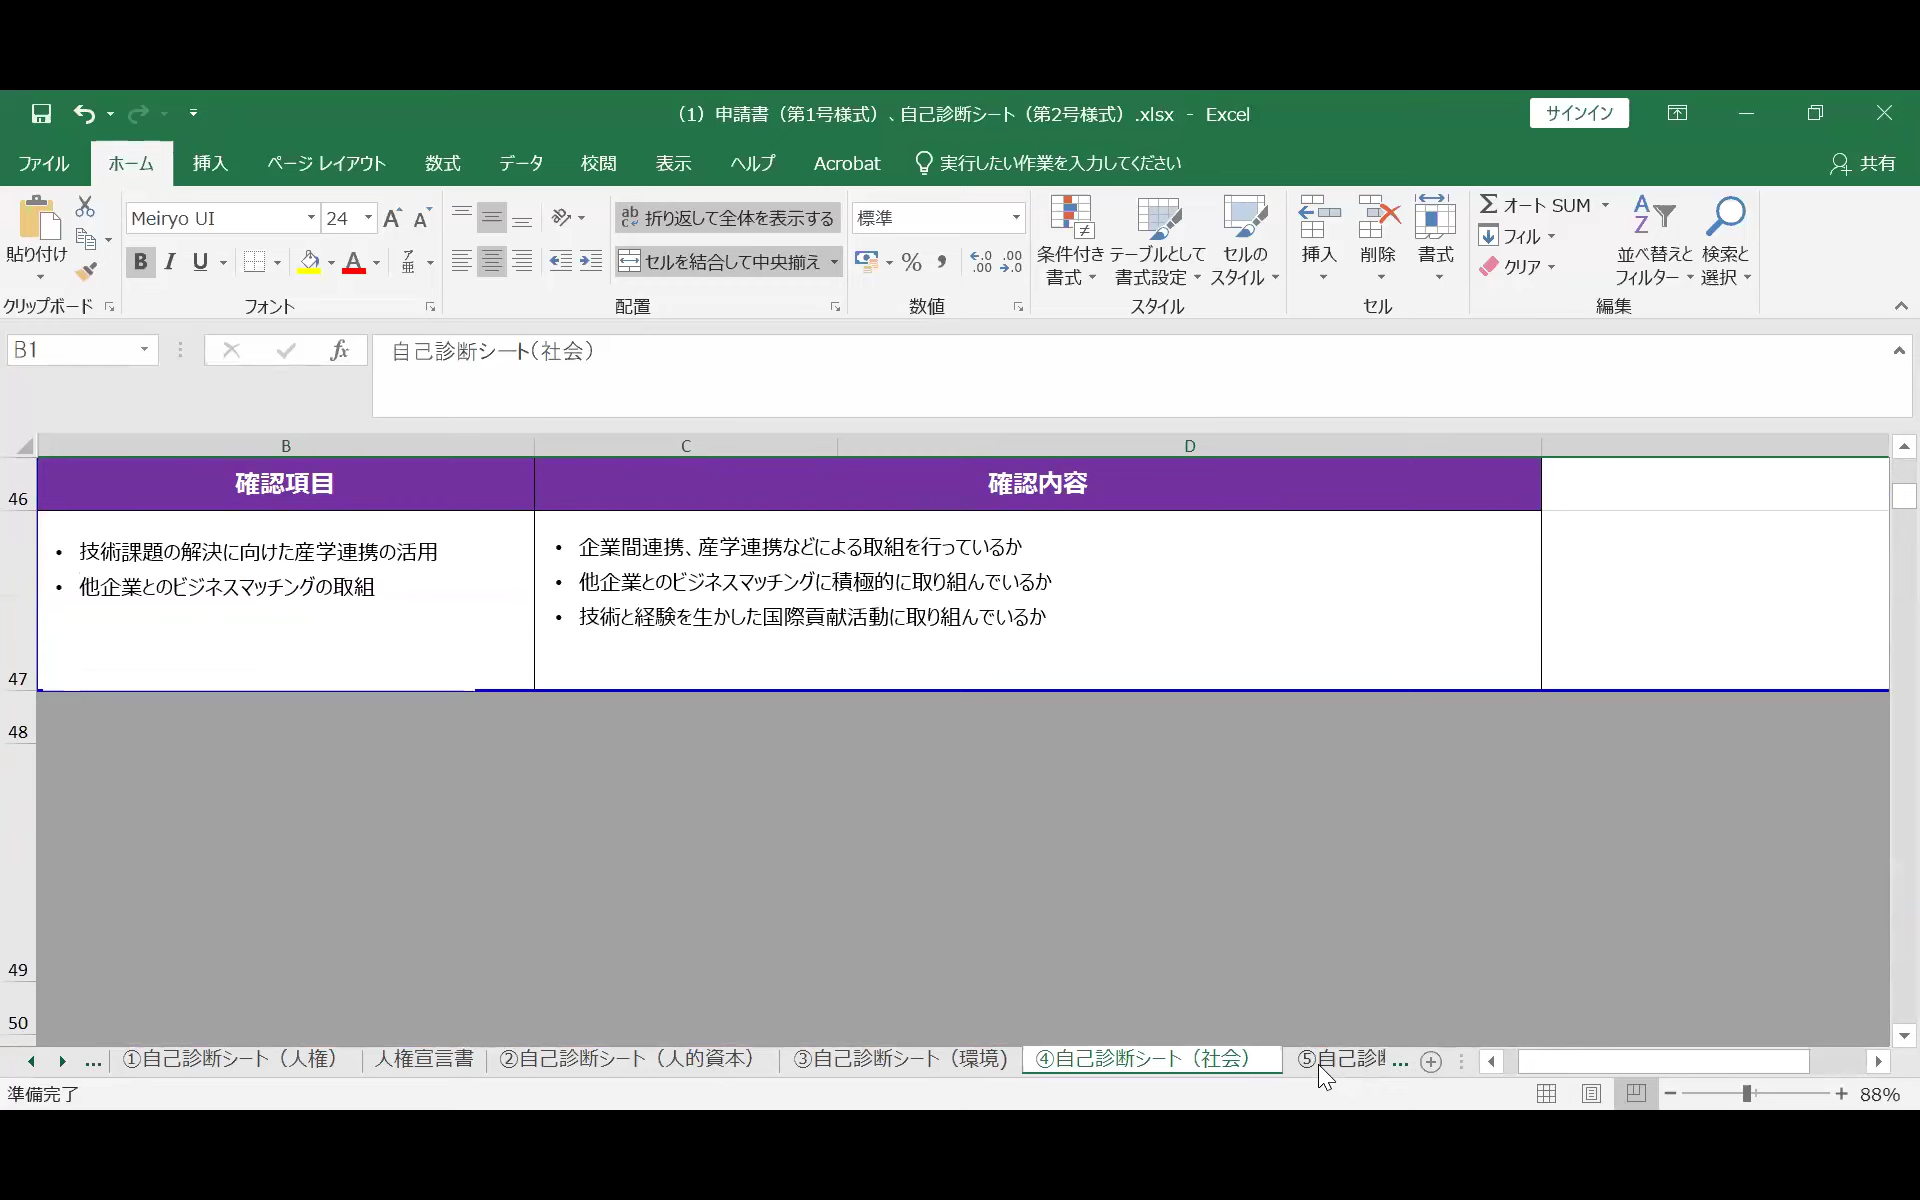 (1) 申請書（第1号様式）、自己診断シート（第2号様式）.xlsx - Excel
サインイン
ファイル ホーム 挿入 ページ レイアウト 数式 データ 校閲 表示 ヘルプ Acrobat 実行したい作業を入力してください 共有
貼り付け
クリップボード
Meiryo UI 24
B I U
フォント
折り返して全体を表示する
セルを結合して中央揃え
配置
標準
数値
条件付き書式
テーブルとして書式設定
セルのスタイル
スタイル
挿入 削除 書式
セル
Σ オート SUM
フィル
クリア
並べ替えとフィルター
検索と選択
編集
B1 fx 自己診断シート(社会)
B C D
46 確認項目 確認内容
・ 技術課題の解決に向けた産学連携の活用
・ 他企業とのビジネスマッチングの取組
・ 企業間連携、産学連携などによる取組を行っているか
・ 他企業とのビジネスマッチングに積極的に取り組んでいるか
・ 技術と経験を生かした国際貢献活動に取り組んでいるか
47
48
49
50
... ①自己診断シート（人権） 人権宣言書 ②自己診断シート（人的資本） ③自己診断シート（環境) ④自己診断シート（社会） ⑤自己診 ...
準備完了 88%